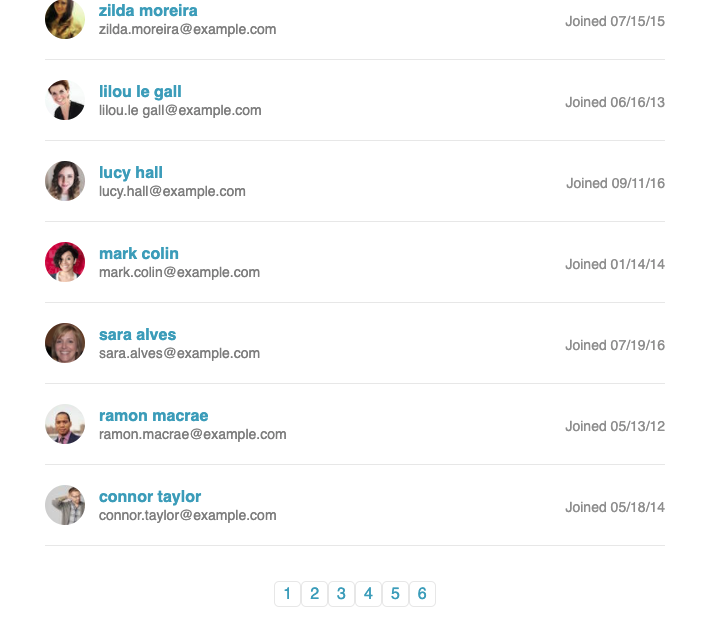 zilda moreira
zilda.moreira@example.com
Joined 07/15/15
lilou le gall
lilou.le gall@example.com
Joined 06/16/13
lucy hall
lucy.hall@example.com
Joined 09/11/16
mark colin
mark.colin@example.com
Joined 01/14/14
sara alves
sara.alves@example.com
Joined 07/19/16
ramon macrae
ramon.macrae@example.com
Joined 05/13/12
connor taylor
connor.taylor@example.com
Joined 05/18/14
1 2 3 4 5 6